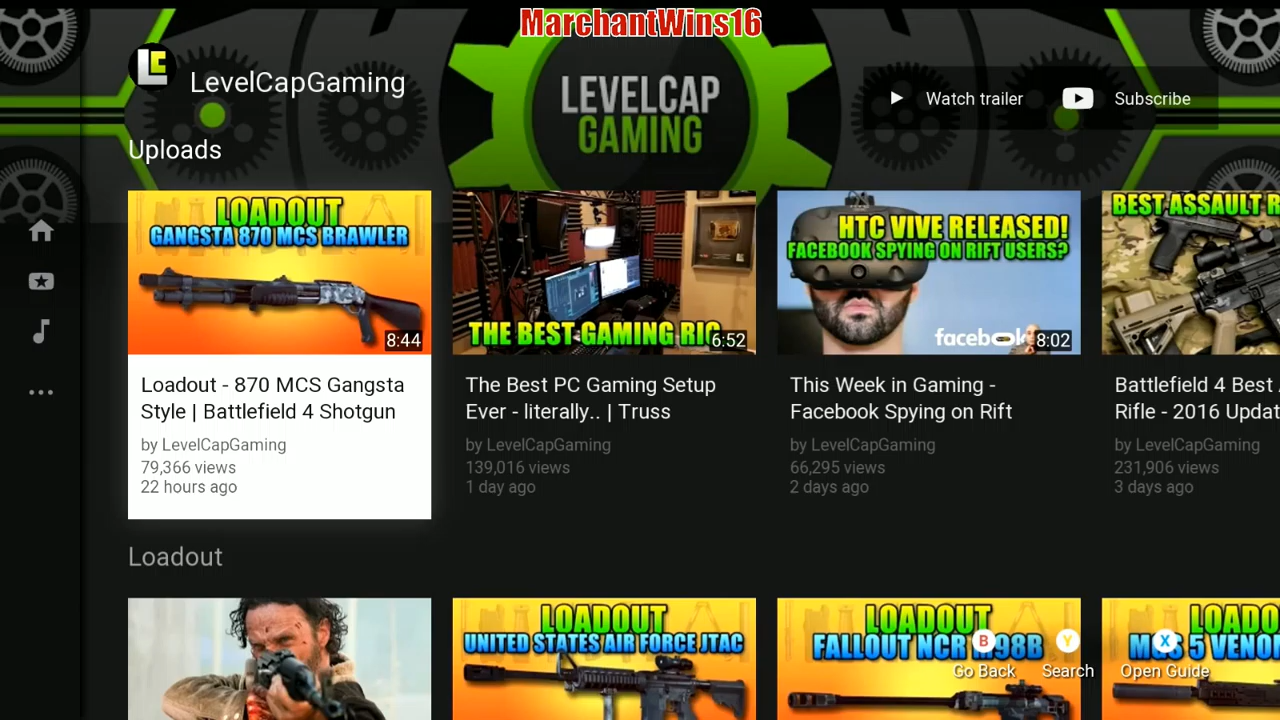 MarchantWins16
LC
LevelCapGaming
LEVELCAP
GAMING
Watch trailer
Subscribe
Uploads
LOADOUT
GANGSTA 870 MCS BRAWLER
8:44
Loadout - 870 MCS Gangsta
Style | Battlefield 4 Shotgun
by LevelCapGaming
79,366 views
22 hours ago
THE BEST GAMING RIG
6:52
The Best PC Gaming Setup
Ever - literally.. | Truss
by LevelCapGaming
139,016 views
1 day ago
HTC VIVE RELEASED!
FACEBOOK SPYING ON RIFT USERS?
facebook
8:02
This Week in Gaming -
Facebook Spying on Rift
by LevelCapGaming
66,295 views
2 days ago
BEST ASSAULT R
Battlefield 4 Best
Rifle - 2016 Updat
by LevelCapGaming
231,906 views
3 days ago
Loadout
LOADOUT
UNITED STATES AIR FORCE JTAC
LOADOUT
FALLOUT NCR
98B
LOADO
5 VENO
B
Go Back
Y
Search
X
Open Guide